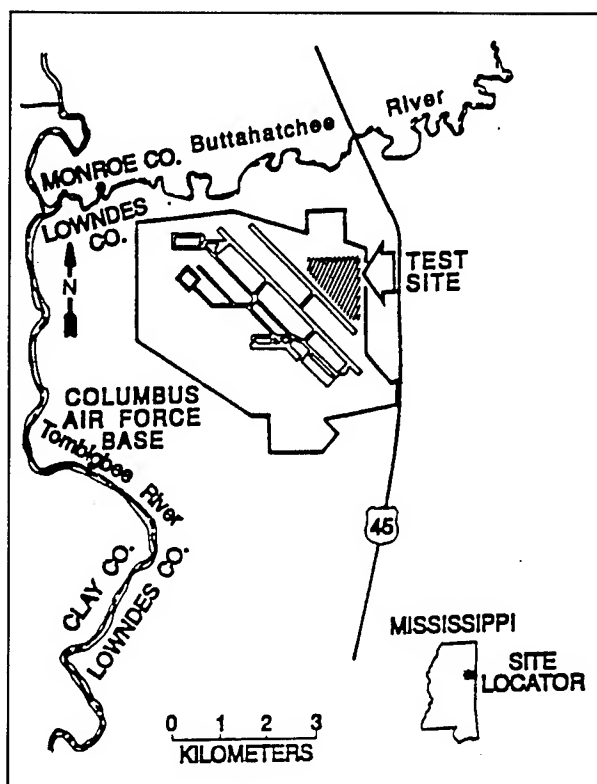 Buttahatchee River
MONROE CO.
LOWNDES
CO.
N
TEST
SITE
COLUMBUS
AIR FORCE
BASE
Tombigbee River
CLAY CO.
LOWNDES CO.
45
MISSISSIPPI
SITE
LOCATOR
0 1 2 3
KILOMETERS